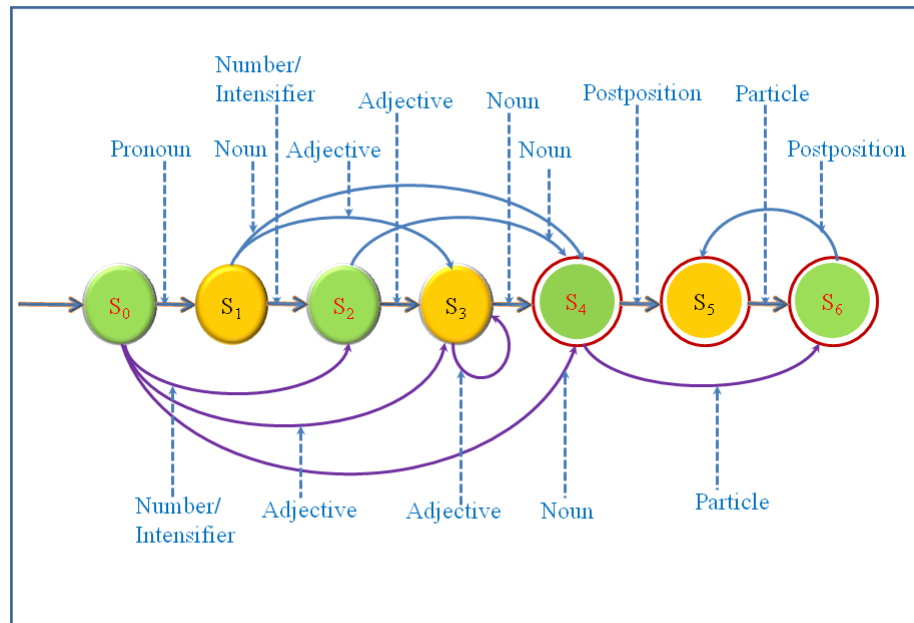 Number/
Intensifier
Adjective
Noun
Postposition
Particle
Pronoun
Noun
Adjective
Noun
Postposition
S0
S1
S2
S3
S4
S5
S6
Number/
Intensifier
Adjective
Adjective
Noun
Particle